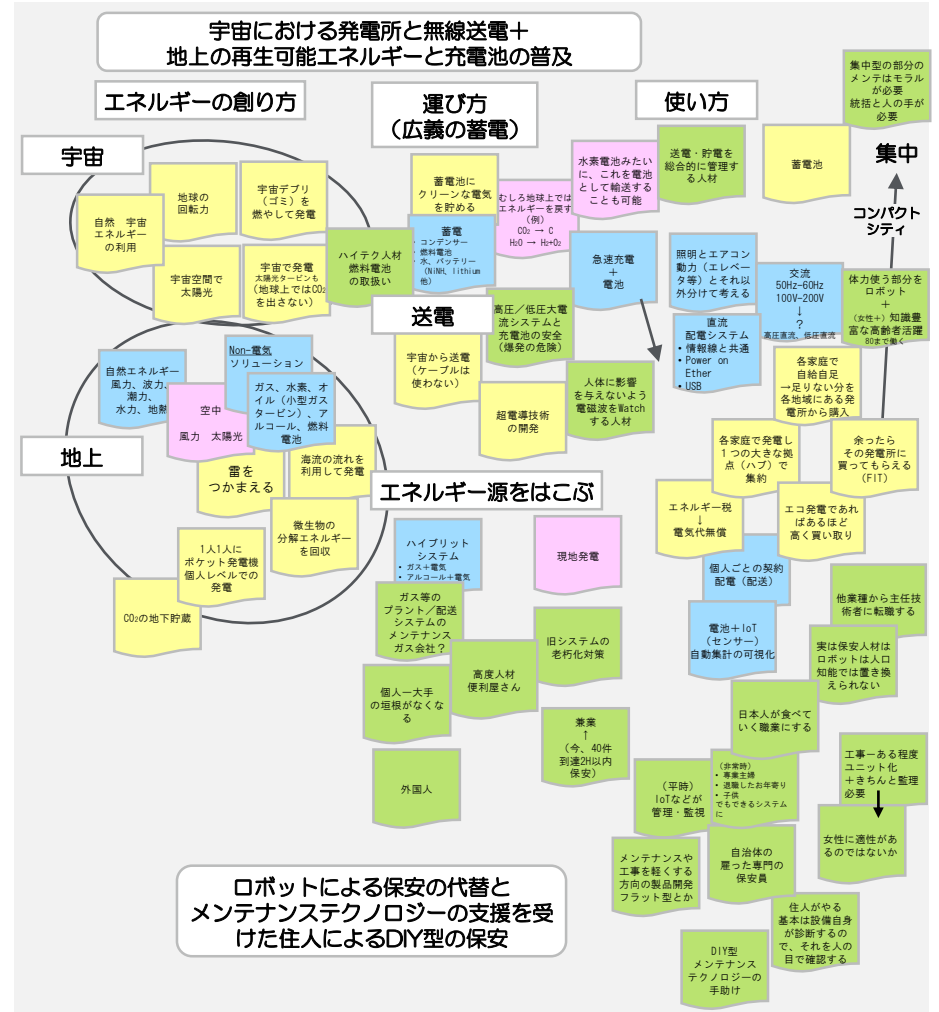 宇宙における発電所と無線送電＋
地上の再生可能エネルギーと充電池の普及
集中型の部分の
メンテはモラル
が必要
統括と人の手が
必要
エネルギーの創り方
運び方
（広義の蓄電）
使い方
宇宙
地球の
回転力
宇宙デブリ
（ゴミ）を
燃やして発電
自然　宇宙
エネルギー
の利用
宇宙空間で
太陽光
宇宙で発電
太陽光タービンも
（地球上ではCO₂
を出さない）
ハイテク人材
燃料電池
の取扱い
蓄電池に
クリーンな電気
を貯める
蓄電
・コンデンサー
・燃料電池
・水、バッテリー
（NiNH、lithium
他）
むしろ地球上では
エネルギーを戻す
（例）
CO₂ → C
H₂O → H₂+O₂
水素電池みたい
に、これを電池
として輸送する
ことも可能
送電・貯電を
総合的に管理す
る人材
蓄電池
集中
コンパクト
シティ
急速充電
＋
電池
照明とエアコン
動力（エレベー
タ等）とそれ以
外分けて考える
交流
50Hz-60Hz
100V-200V
↓
?
高圧直流、低圧直流
体力使う部分を
ロボット
＋
（女性＋）知識豊
富な高齢者活躍
80まで働く
直流
配電システム
• 情報線と共通
• Power on
Ether
• USB
送電
高圧／低圧大電
流システムと
充電池の安全
（爆発の危険）
宇宙から送電
（ケーブルは
使わない）
超電導技術
の開発
人体に影響
を与えないよう
電磁波をWatch
する人材
各家庭で
自給自足
→足りない分を
各地域にある発
電所から購入
各家庭で発電し
１つの大きな拠
点（ハブ）で
集約
余ったら
その発電所に
買ってもらえる
（FIT）
エネルギー税
↓
電気代無償
エコ発電であれ
ばあるほど
高く買い取り
地上
自然エネルギー
風力、波力、
潮力、
水力、地熱
Non-電気
ソリューション
ガス、水素、オ
イル（小型ガス
タービン）、ア
ルコール、燃料
電池
空中
風力　太陽光
雷を
つかまえる
海流の流れを
利用して発電
微生物の
分解エネルギー
を回収
1人1人に
ポケット発電機
個人レベルでの
発電
CO₂の地下貯蔵
エネルギー源をはこぶ
ハイブリット
システム
• ガス＋電気
• アルコール＋電気
現地発電
ガス等の
プラント／配送
システムの
メンテナンス
ガス会社？
旧システムの
老朽化対策
高度人材
便利屋さん
個人ー大手
の垣根がなくな
る
兼業
↑
（今、40件
到達2H以内
保安）
外国人
個人ごとの契約
配電（配送）
電池＋IoT
（センサー）
自動集計の可視化
他業種から主任技
術者に転職する
実は保安人材は
ロボットは人口
知能では置き換
えられない
日本人が食べて
いく職業にする
（平時）
IoTなどが
管理・監視
（非常時）
• 専業主婦
• 退職したお年寄り
• 子供
でもできるシステム
に
工事ーある程度
ユニット化
＋きちんと監理
必要
女性に適性があ
るのではないか
メンテナンスや
工事を軽くする
方向の製品開発
フラット型とか
自治体の
雇った専門の
保安員
住人がやる
基本は設備自身
が診断するの
で、それを人の
目で確認する
DIY型
メンテナンス
テクノロジーの
手助け
ロボットによる保安の代替と
メンテナンステクノロジーの支援を受
けた住人によるDIY型の保安